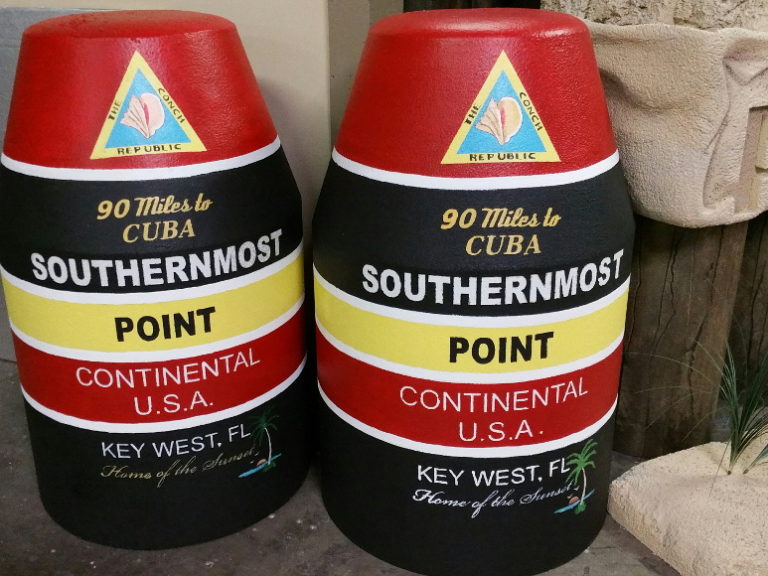 THE CONCH
REPUBLIC
90 Miles to
CUBA
SOUTHERNMOST
POINT
CONTINENTAL
U.S.A.
KEY WEST, FL
Home of the Sunset
THE CONCH
REPUBLIC
90 Miles to
CUBA
SOUTHERNMOST
POINT
CONTINENTAL
U.S.A.
KEY WEST, FL
Home of the Sunset